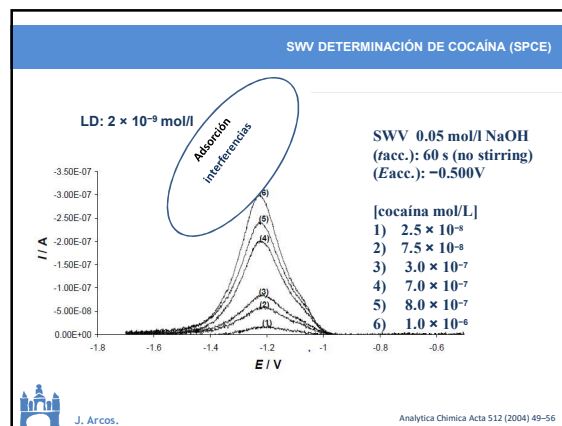 SWV DETERMINACIÓN DE COCAÍNA (SPCE)
LD: 2 × 10⁻⁹ mol/l
Adsorción
interferencias
SWV 0.05 mol/l NaOH
(tacc.): 60 s (no stirring)
(Eacc.): −0.500V
[cocaína mol/L]
1) 2.5 × 10⁻⁸
2) 7.5 × 10⁻⁸
3) 3.0 × 10⁻⁷
4) 7.0 × 10⁻⁷
5) 8.0 × 10⁻⁷
6) 1.0 × 10⁻⁶
-3.50E-07
-3.00E-07
-2.50E-07
-2.00E-07
-1.50E-07
-1.00E-07
-5.00E-08
0.00E+00
I / A
(6)
(5)
(4)
(3)
(2)
(1)
-1.8 -1.6 -1.4 -1.2 -1 -0.8 -0.6
E / V
J. Arcos.
Analytica Chimica Acta 512 (2004) 49–56